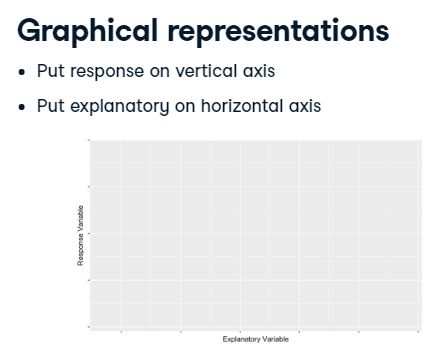 Graphical representations
• Put response on vertical axis
• Put explanatory on horizontal axis
Response Variable
Explanatory Variable